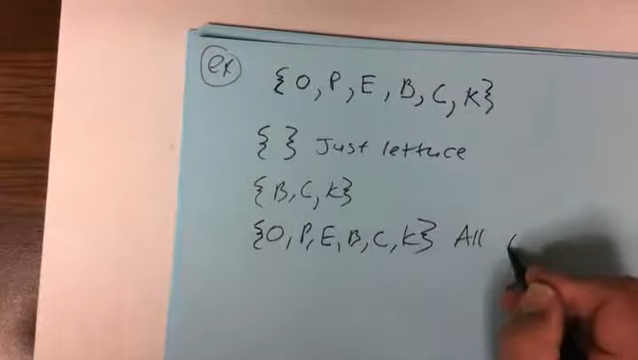 ex {O, P, E, B, C, K}
{ } Just lettuce
{B, C, K}
{O, P, E, B, C, K} All